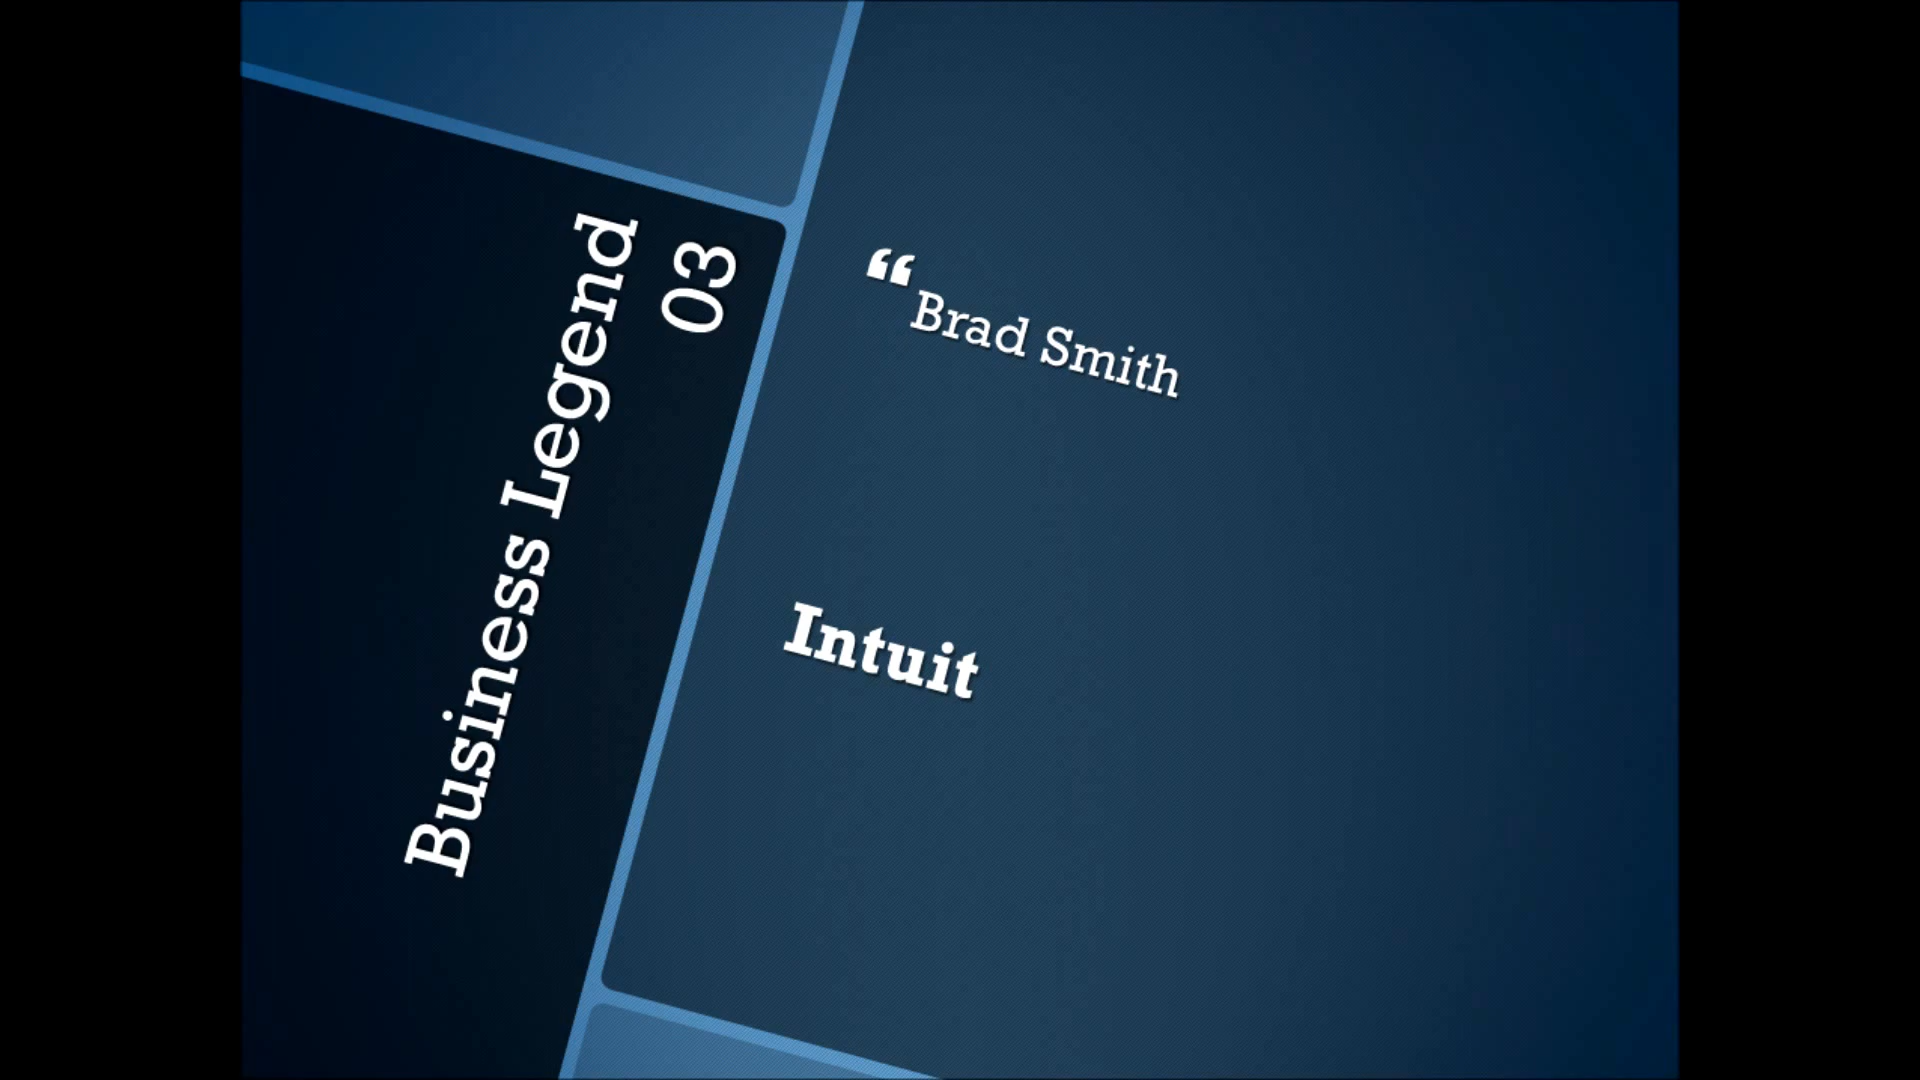 Business Legend
03
“
Brad Smith
Intuit